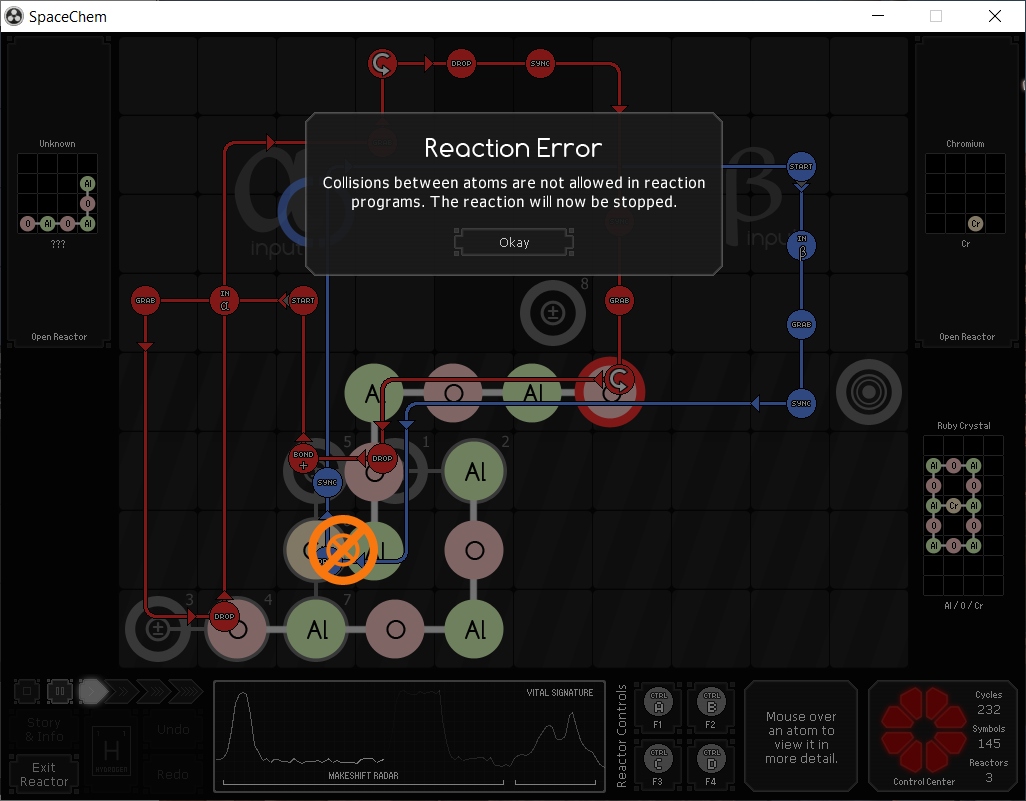 SpaceChem
Reaction Error
Collisions between atoms are not allowed in reaction
programs. The reaction will now be stopped.
Okay
Unknown
Al
O
O Al O Al
???
Open Reactor
Chromium
Cr
Cr
Open Reactor
DROP SYNC
α
input
β
input
START
IN
β
GRAB
SYNC
GRAB
IN
α
START
GRAB
8
Al O Al O
BOND
+
5
DROP
1
2
SYNC
O
Al
Al
O
3
4
7
DROP
O Al O Al
Ruby Crystal
Al O Al
O O
Al Cr Al
O O
Al O Al
Al / O / Cr
Story
& Info
H
HYDROGEN
Undo
Exit
Reactor
Redo
VITAL SIGNATURE
MAKESHIFT RADAR
Reactor Controls
CTRL
A
F1
CTRL
B
F2
CTRL
C
F3
CTRL
D
F4
Mouse over
an atom to
view it in
more detail.
Control Center
Cycles
232
Symbols
145
Reactors
3